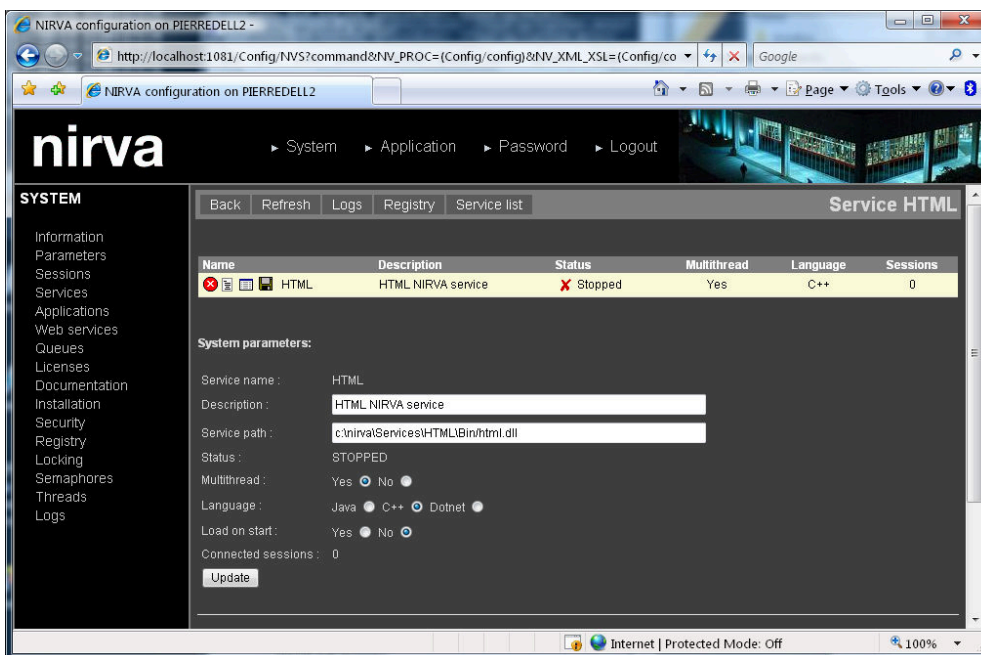 NIRVA configuration on PIERREDELL2 -
http://localhost:1081/Config/NVS?command&NV_PROC={Config/config}&NV_XML_XSL={Config/co
Google
NIRVA configuration on PIERREDELL2
Page
Tools
nirva
System Application Password Logout
SYSTEM
Information
Parameters
Sessions
Services
Applications
Web services
Queues
Licenses
Documentation
Installation
Security
Registry
Locking
Semaphores
Threads
Logs
Back Refresh Logs Registry Service list Service HTML
Name Description Status Multithread Language Sessions
HTML HTML NIRVA service Stopped Yes C++ 0
System parameters:
Service name : HTML
Description : HTML NIRVA service
Service path : c:\nirva\Services\HTML\Bin/html.dll
Status : STOPPED
Multithread : Yes No
Language : Java C++ Dotnet
Load on start : Yes No
Connected sessions : 0
Update
Internet | Protected Mode: Off
100%